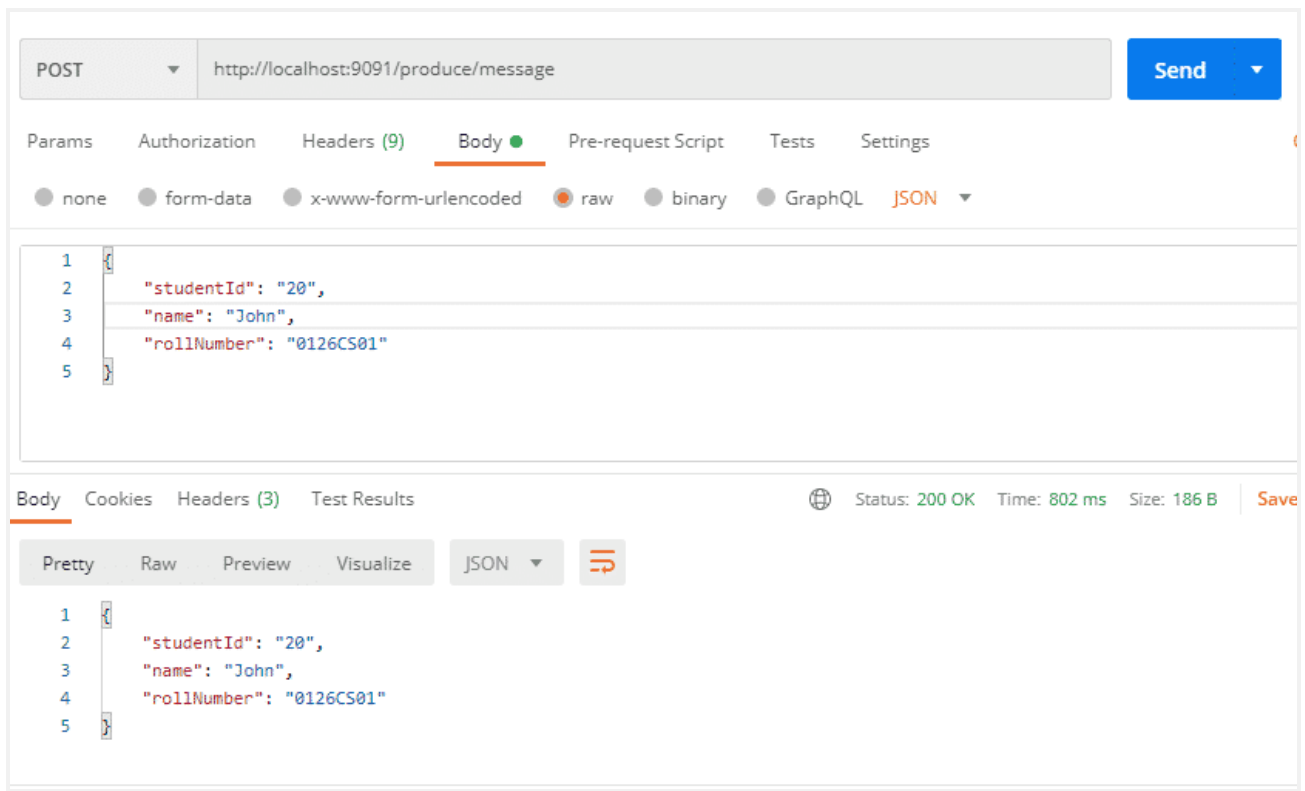 POST http://localhost:9091/produce/message Send
Params Authorization Headers (9) Body Pre-request Script Tests Settings
none form-data x-www-form-urlencoded raw binary GraphQL JSON
1 {
2 "studentId": "20",
3 "name": "John",
4 "rollNumber": "0126CS01"
5 }
Body Cookies Headers (3) Test Results Status: 200 OK Time: 802 ms Size: 186 B Save
Pretty Raw Preview Visualize JSON
1 {
2 "studentId": "20",
3 "name": "John",
4 "rollNumber": "0126CS01"
5 }